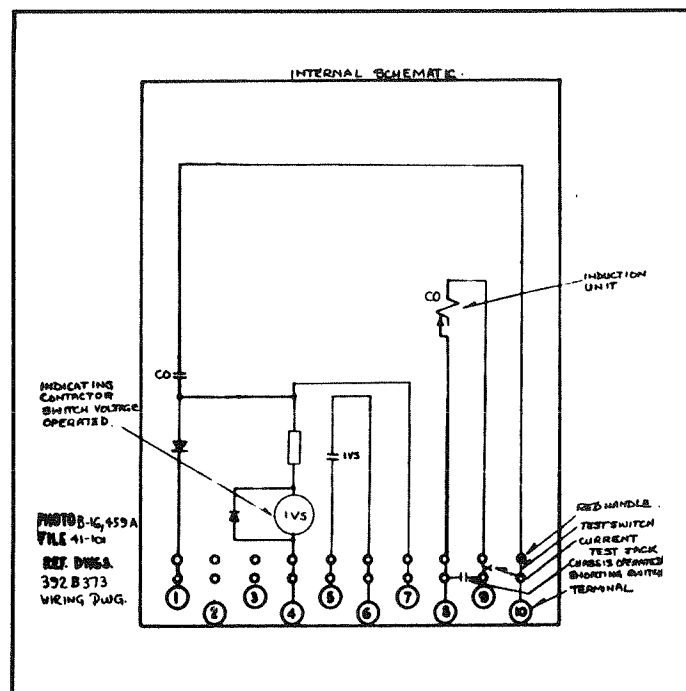 INTERNAL SCHEMATIC.
CO
INDUCTION
UNIT
CO
INDICATING
CONTACTOR
SWITCH VOLTAGE
OPERATED.
IVS
IVS
PHOTO B-16,459A
FILE 41-101
REF. DWGS.
392 B 373
WIRING DWG.
RED HANDLE.
TEST SWITCH
CURRENT
TEST JACK
CHASSIS OPERATED
SHORTING SWITCH
TERMINAL
1
2
3
4
5
6
7
8
9
10